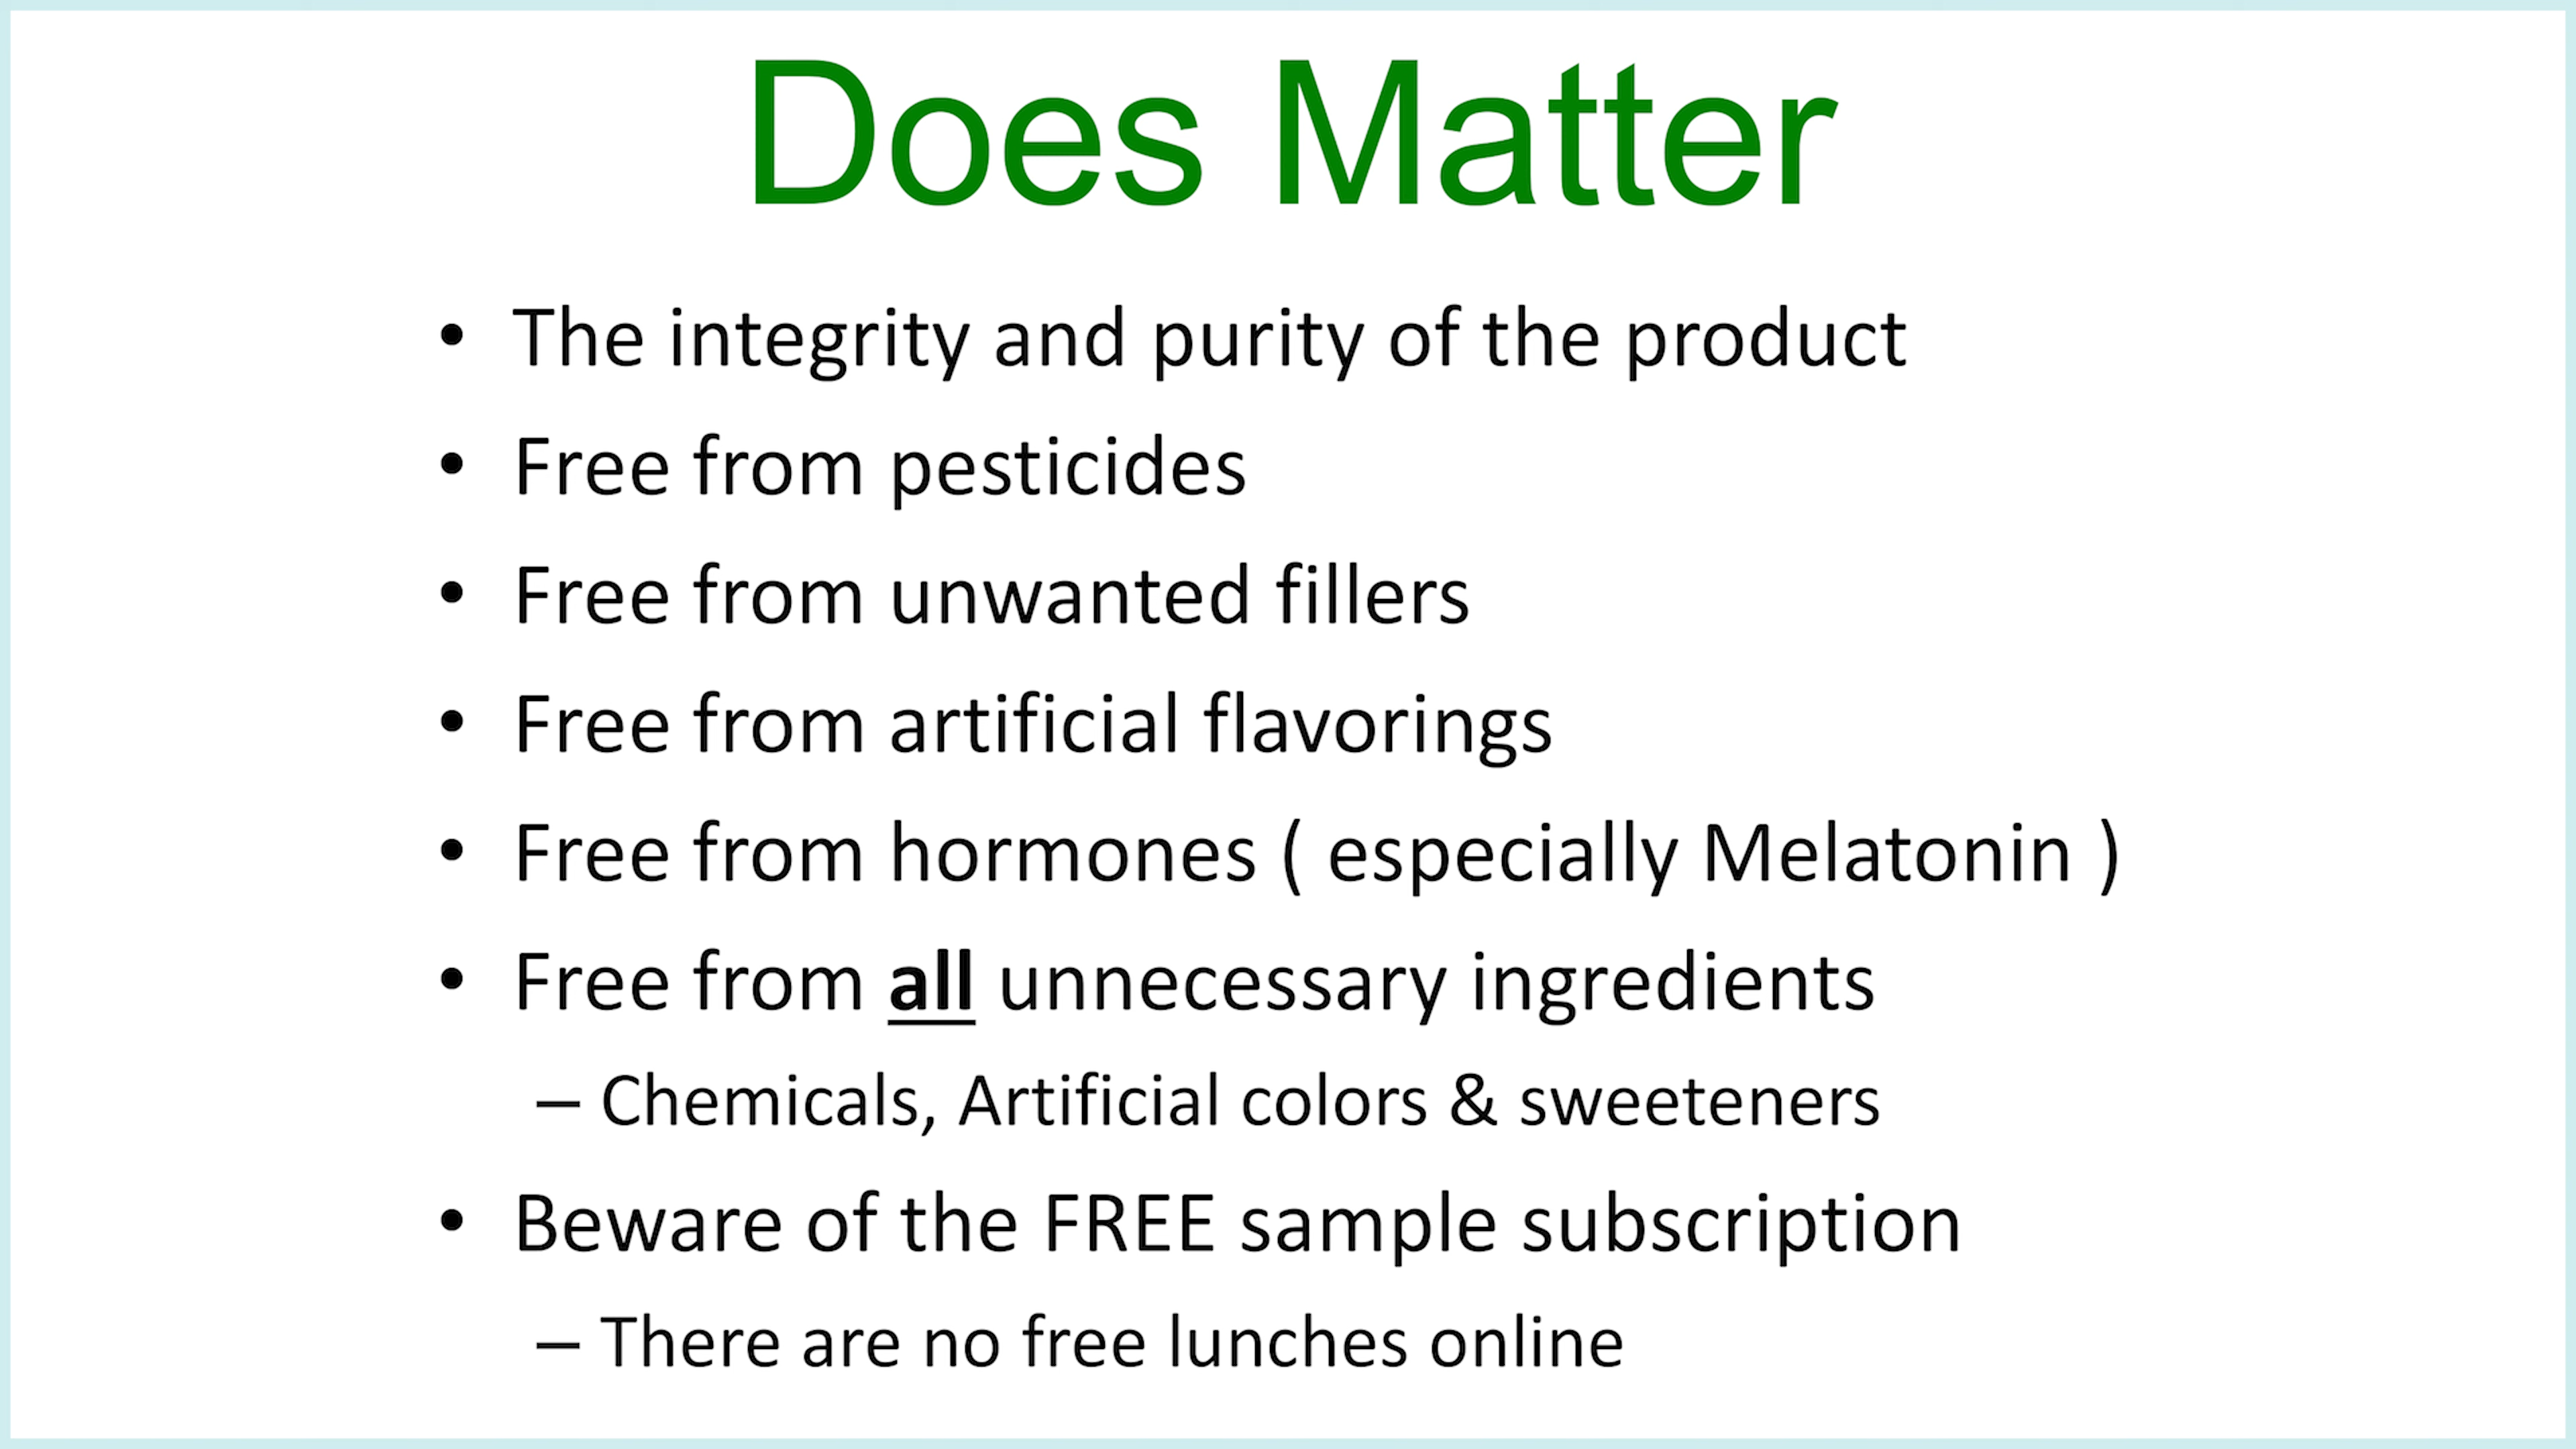 Does Matter
• The integrity and purity of the product
• Free from pesticides
• Free from unwanted fillers
• Free from artificial flavorings
• Free from hormones ( especially Melatonin )
• Free from all unnecessary ingredients
– Chemicals, Artificial colors & sweeteners
• Beware of the FREE sample subscription
– There are no free lunches online